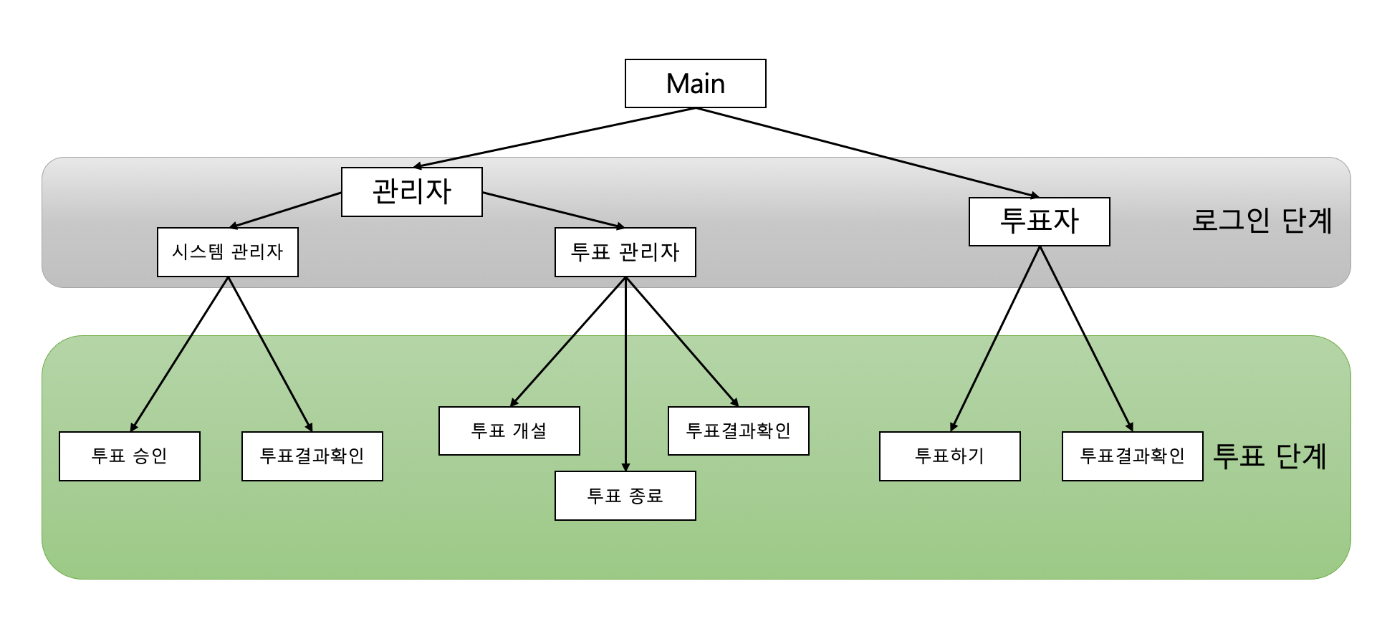 Main
관리자
투표자
로그인 단계
시스템 관리자
투표 관리자
투표 승인
투표결과확인
투표 개설
투표 종료
투표결과확인
투표하기
투표결과확인
투표 단계